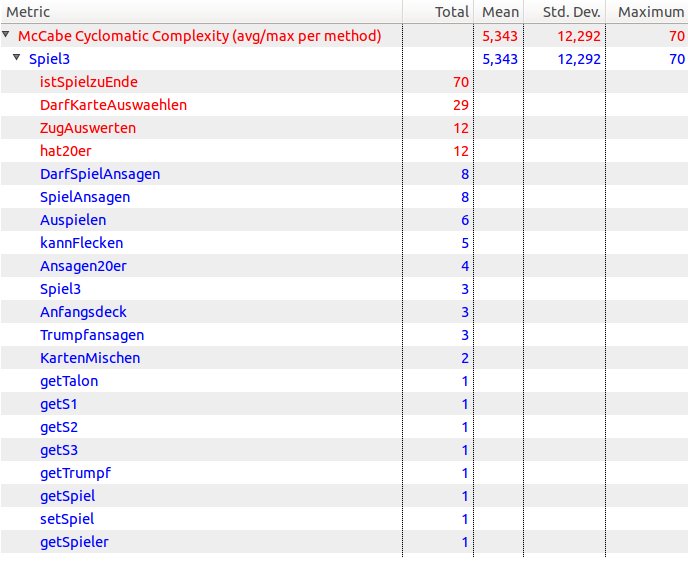 Metric Total Mean Std. Dev. Maximum
McCabe Cyclomatic Complexity (avg/max per method) 5,343 12,292 70
Spiel3 5,343 12,292 70
istSpielzuEnde 70
DarfKarteAuswaehlen 29
ZugAuswerten 12
hat20er 12
DarfSpielAnsagen 8
SpielAnsagen 8
Auspielen 6
kannFlecken 5
Ansagen20er 4
Spiel3 3
Anfangsdeck 3
Trumpfansagen 3
KartenMischen 2
getTalon 1
getS1 1
getS2 1
getS3 1
getTrumpf 1
getSpiel 1
setSpiel 1
getSpieler 1